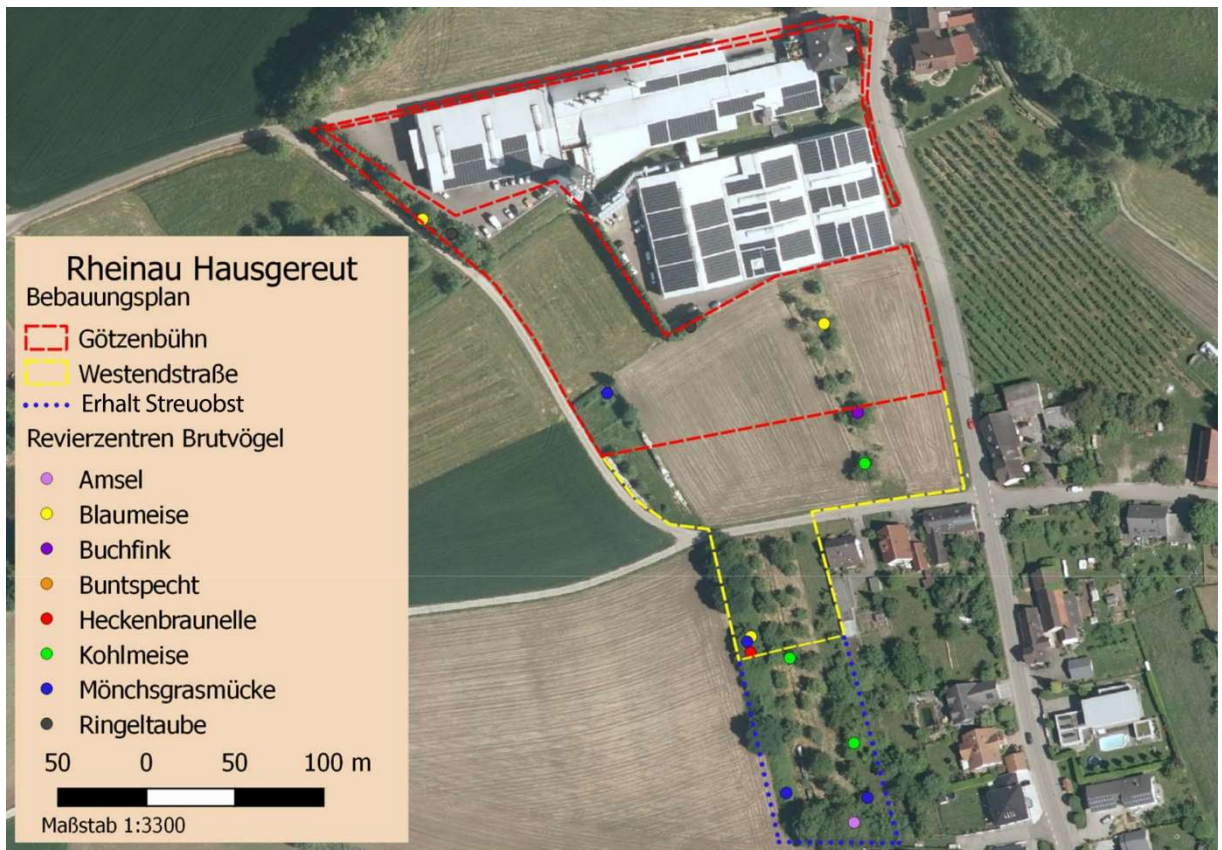 Rheinau Hausgereut
Bebauungsplan
Götzenbühn
Westendstraße
Erhalt Streuobst
Revierzentren Brutvögel
Amsel
Blaumeise
Buchfink
Buntspecht
Heckenbraunelle
Kohlmeise
Mönchsgrasmücke
Ringeltaube
50 0 50 100 m
Maßstab 1:3300